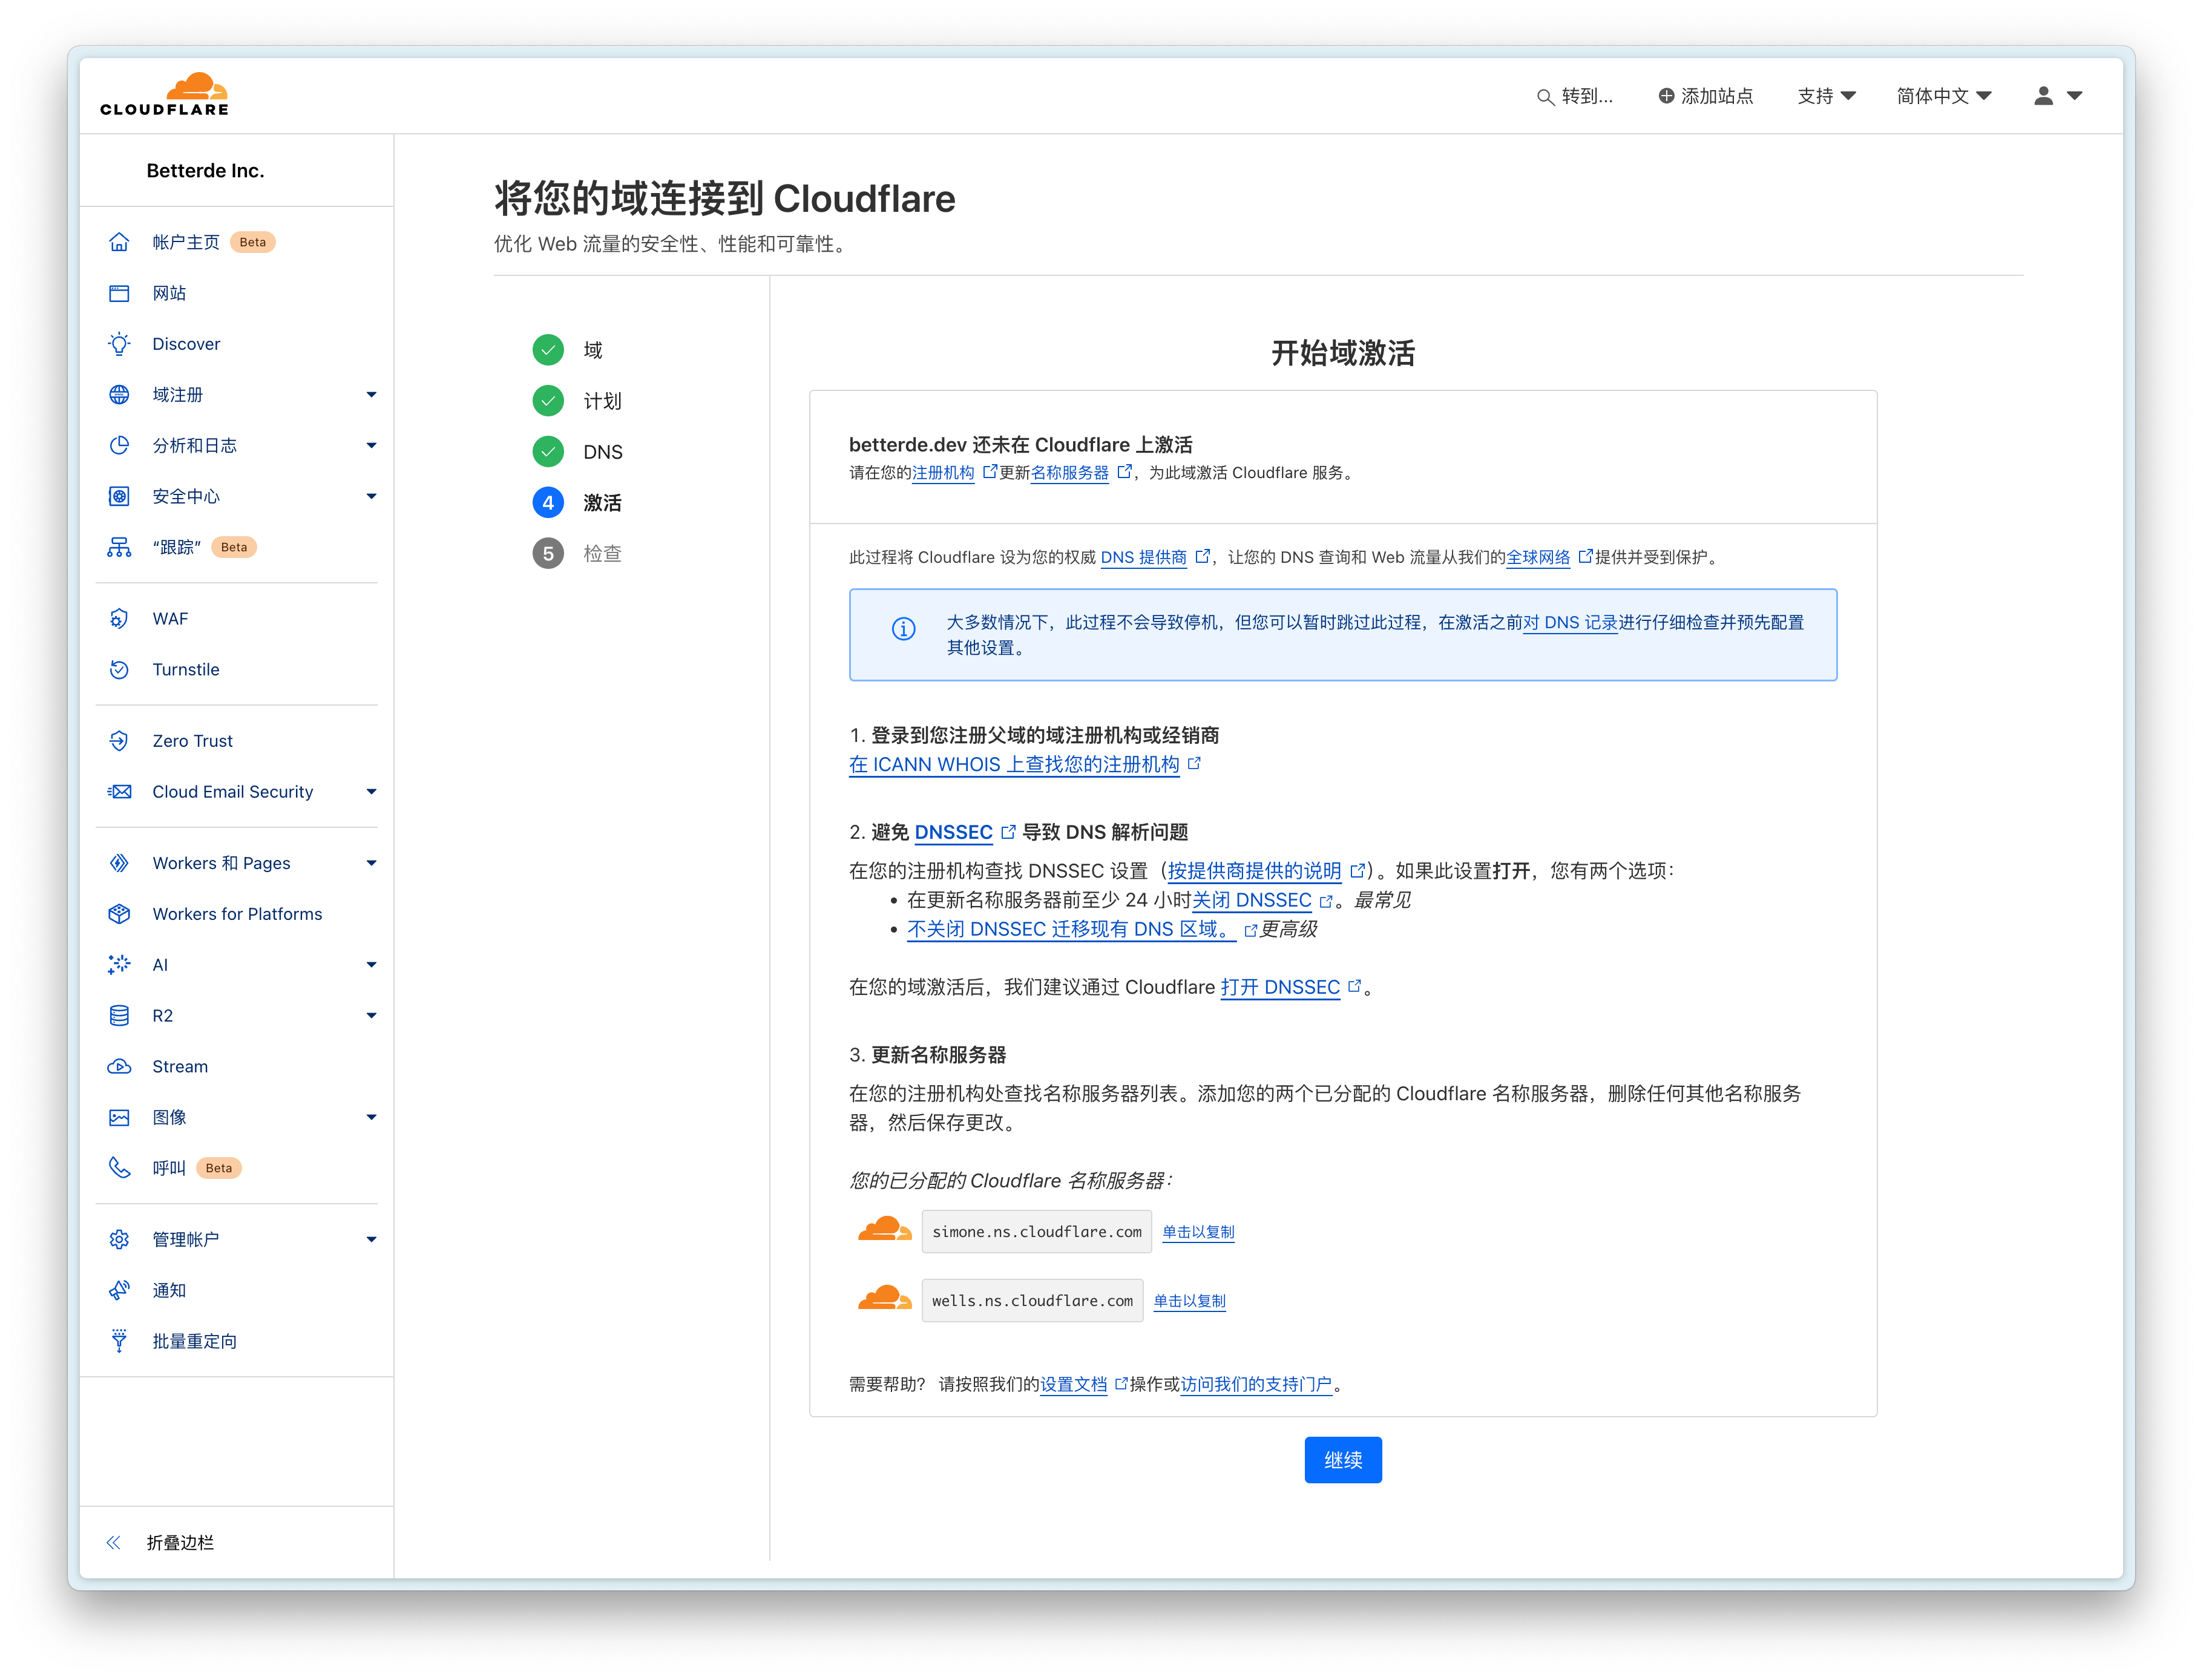 CLOUDFLARE
转到...
添加站点
支持
简体中文
Betterde Inc.
帐户主页 Beta
网站
Discover
域注册
分析和日志
安全中心
“跟踪” Beta
WAF
Turnstile
Zero Trust
Cloud Email Security
Workers 和 Pages
Workers for Platforms
AI
R2
Stream
图像
呼叫 Beta
管理帐户
通知
批量重定向
折叠边栏
将您的域连接到 Cloudflare
优化 Web 流量的安全性、性能和可靠性。
域
计划
DNS
4 激活
5 检查
开始域激活
betterde.dev 还未在 Cloudflare 上激活
请在您的注册机构 更新名称服务器 ，为此域激活 Cloudflare 服务。
此过程将 Cloudflare 设为您的权威 DNS 提供商 ，让您的 DNS 查询和 Web 流量从我们的全球网络 提供并受到保护。
大多数情况下，此过程不会导致停机，但您可以暂时跳过此过程，在激活之前对 DNS 记录进行仔细检查并预先配置
其他设置。
1. 登录到您注册父域的域注册机构或经销商
在 ICANN WHOIS 上查找您的注册机构
2. 避免 DNSSEC 导致 DNS 解析问题
在您的注册机构查找 DNSSEC 设置（按提供商提供的说明 ）。如果此设置打开，您有两个选项：
• 在更新名称服务器前至少 24 小时关闭 DNSSEC 。最常见
• 不关闭 DNSSEC 迁移现有 DNS 区域。 更高级
在您的域激活后，我们建议通过 Cloudflare 打开 DNSSEC 。
3. 更新名称服务器
在您的注册机构处查找名称服务器列表。添加您的两个已分配的 Cloudflare 名称服务器，删除任何其他名称服务
器，然后保存更改。
您的已分配的 Cloudflare 名称服务器：
simone.ns.cloudflare.com 单击以复制
wells.ns.cloudflare.com 单击以复制
需要帮助？ 请按照我们的设置文档 操作或访问我们的支持门户。
继续